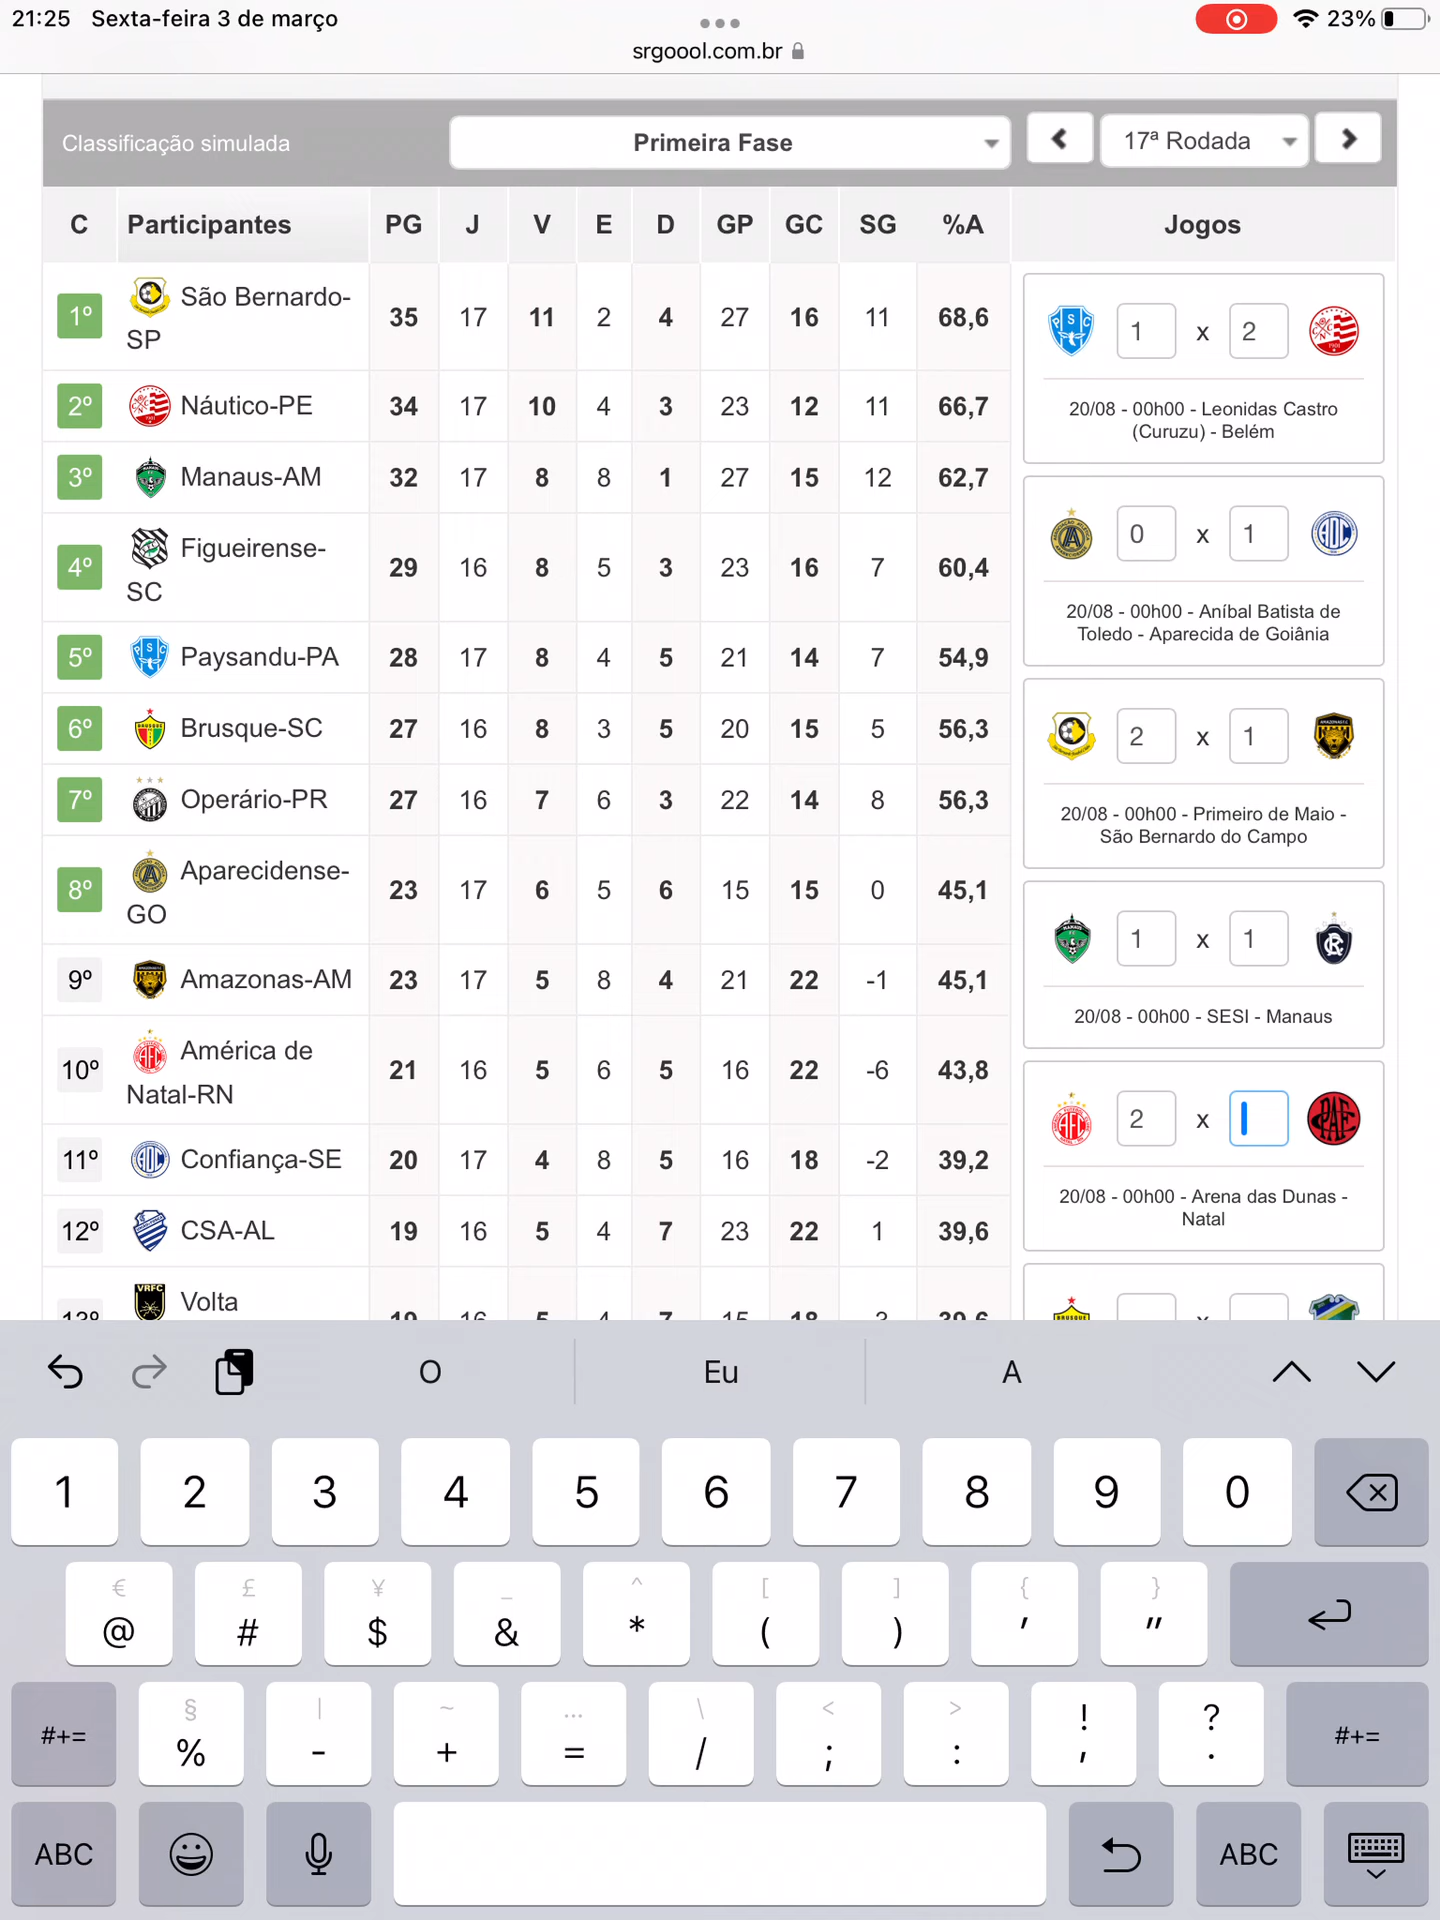 21:25 Sexta-feira 3 de março
23%
srgoool.com.br
Classificação simulada
Primeira Fase
17ª Rodada
C Participantes PG J V E D GP GC SG %A Jogos
1º São Bernardo-SP 35 17 11 2 4 27 16 11 68,6
2º Náutico-PE 34 17 10 4 3 23 12 11 66,7
3º Manaus-AM 32 17 8 8 1 27 15 12 62,7
4º Figueirense-SC 29 16 8 5 3 23 16 7 60,4
5º Paysandu-PA 28 17 8 4 5 21 14 7 54,9
6º Brusque-SC 27 16 8 3 5 20 15 5 56,3
7º Operário-PR 27 16 7 6 3 22 14 8 56,3
8º Aparecidense-GO 23 17 6 5 6 15 15 0 45,1
9º Amazonas-AM 23 17 5 8 4 21 22 -1 45,1
10º América de Natal-RN 21 16 5 6 5 16 22 -6 43,8
11º Confiança-SE 20 17 4 8 5 16 18 -2 39,2
12º CSA-AL 19 16 5 4 7 23 22 1 39,6
13º Volta 19 16 5 4 7 15 18 -3 39,6
1 x 2
20/08 - 00h00 - Leonidas Castro
(Curuzu) - Belém
0 x 1
20/08 - 00h00 - Aníbal Batista de
Toledo - Aparecida de Goiânia
2 x 1
20/08 - 00h00 - Primeiro de Maio -
São Bernardo do Campo
1 x 1
20/08 - 00h00 - SESI - Manaus
2 x
20/08 - 00h00 - Arena das Dunas -
Natal
x
O Eu A
1 2 3 4 5 6 7 8 9 0
€ £ ¥ _ ^ [ ] { }
@ # $ & * ( ) ' "
§ | ~ … \ < > ! ?
#+= % - + = / ; : , . #+=
ABC ABC